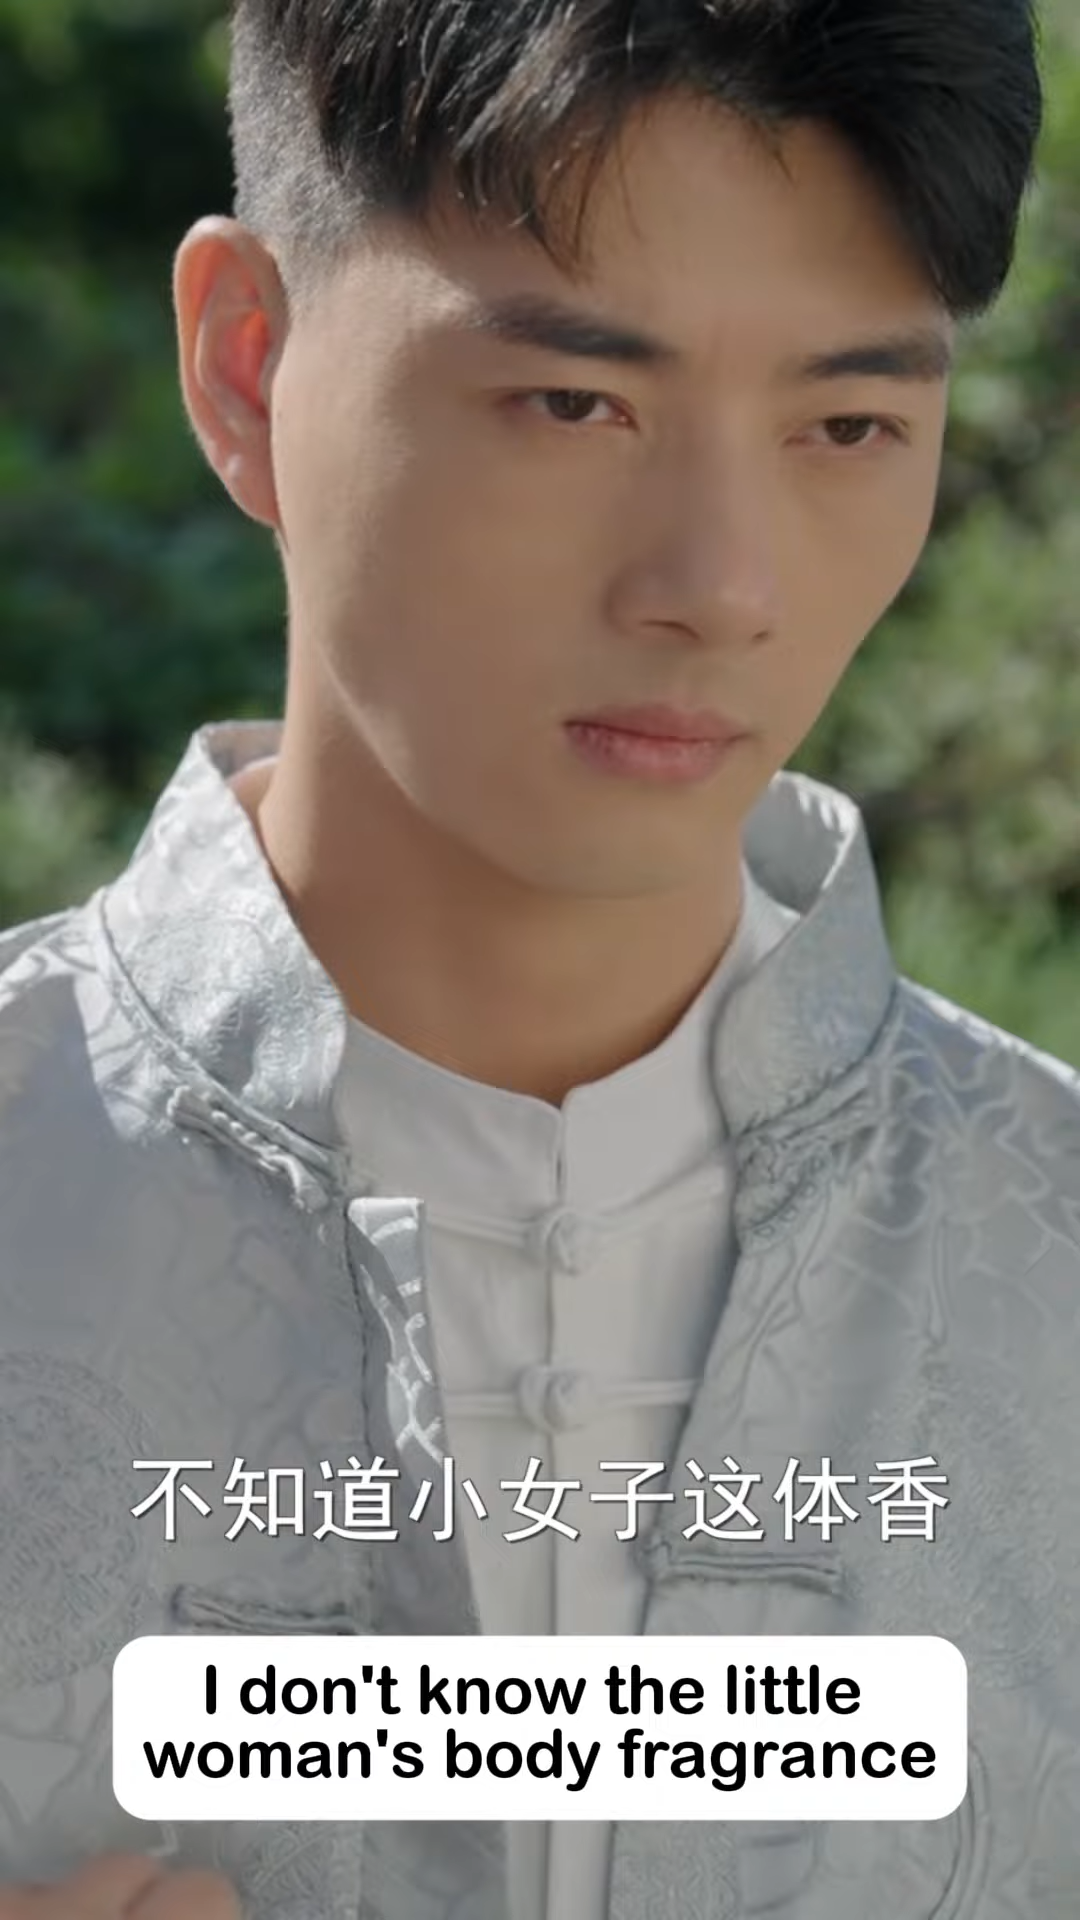 不知道小女子这体香
I don't know the little
woman's body fragrance